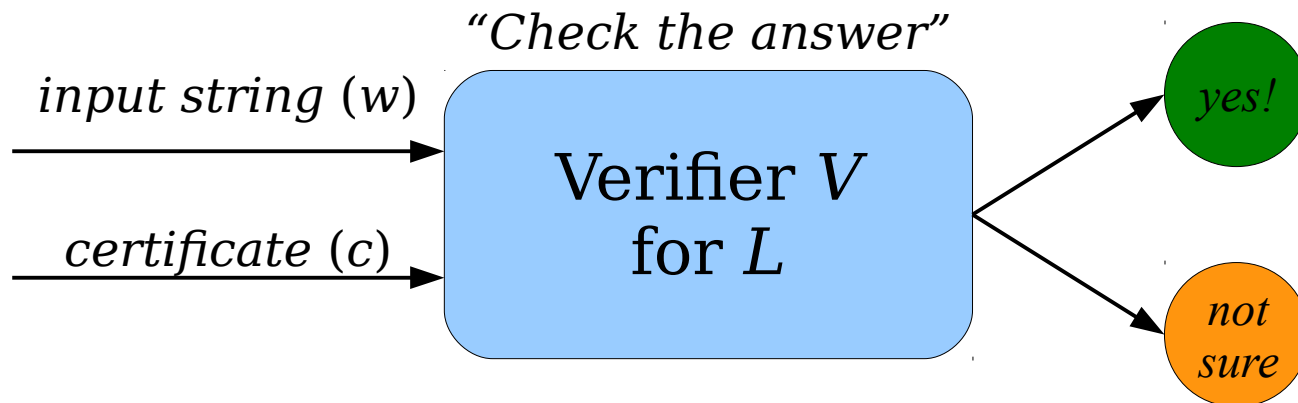 “Check the answer”
input string (w)
certificate (c)
Verifier V
for L
yes!
not
sure